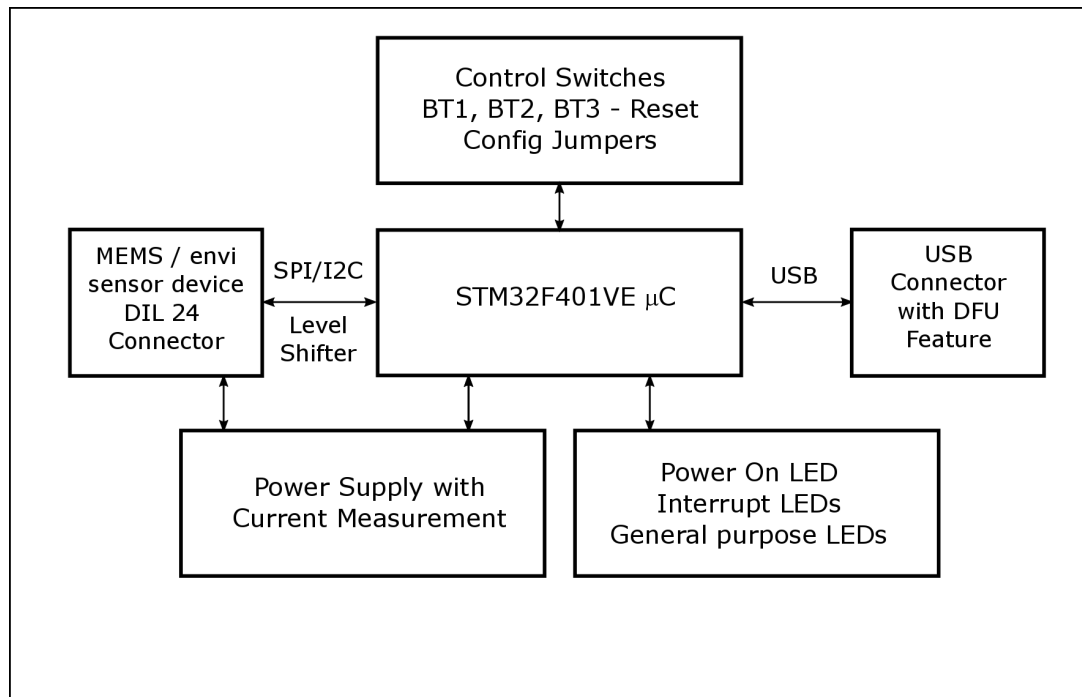 Control Switches
BT1, BT2, BT3 - Reset
Config Jumpers
MEMS / envi
sensor device
DIL 24
Connector
SPI/I2C
Level
Shifter
STM32F401VE μC
USB
USB
Connector
with DFU
Feature
Power Supply with
Current Measurement
Power On LED
Interrupt LEDs
General purpose LEDs